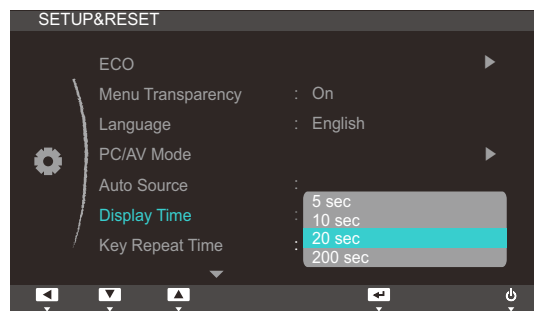 SETUP&RESET
ECO
Menu Transparency : On
Language : English
PC/AV Mode
Auto Source :
5 sec
Display Time :
10 sec
20 sec
Key Repeat Time :
200 sec